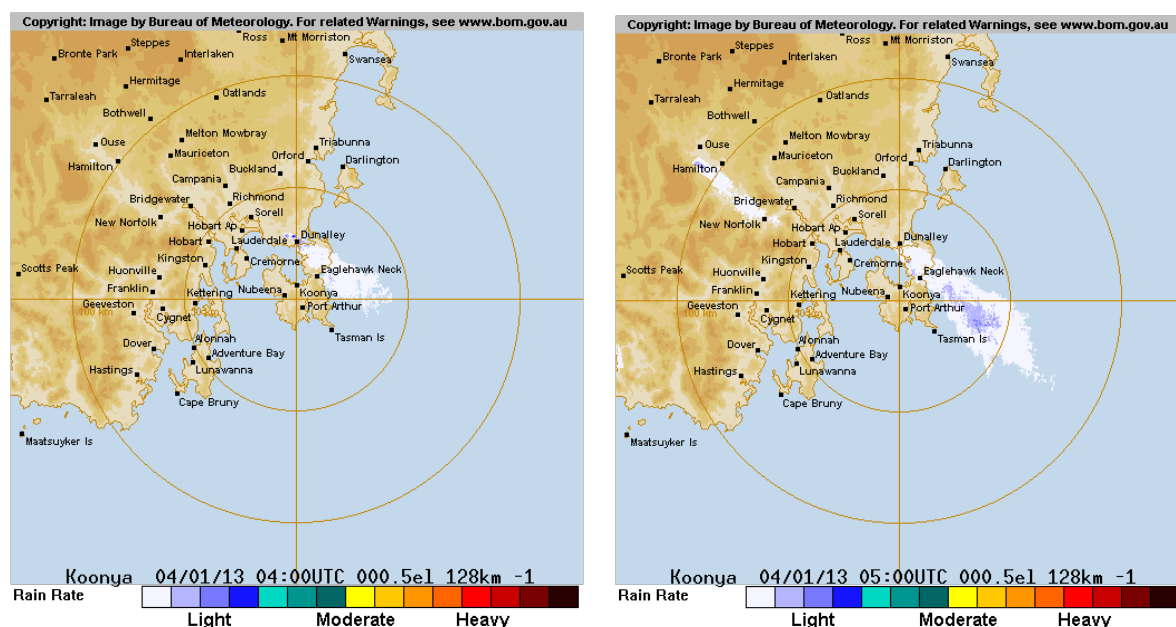 Copyright: Image by Bureau of Meteorology. For related Warnings, see www.bom.gov.au
Ross
Mt Morriston
Steppes
Bronte Park
Interlaken
Swansea
Hermitage
Tarraleah
Oatlands
Bothwell
Melton Mowbray
Ouse
Triabunna
Mauriceton
Orford
Darlington
Hamilton
Buckland
Campania
Bridgewater
Richmond
New Norfolk
Sorell
Hobart Ap
Dunalley
Hobart
Lauderdale
Kingston
Cremorne
Scotts Peak
Huonville
Eaglehawk Neck
Franklin
Koonya
Nubeena
Kettering
Geeveston
Port Arthur
100 km
Cygnet
Tasman Is
Dover
Alonnah
Adventure Bay
Hastings
Lunawanna
Cape Bruny
Maatsuyker Is
Koonya 04/01/13 04:00UTC 000.5el 128km -1
Rain Rate
Light Moderate Heavy
Copyright: Image by Bureau of Meteorology. For related Warnings, see www.bom.gov.au
Ross
Mt Morriston
Steppes
Bronte Park
Interlaken
Swansea
Hermitage
Tarraleah
Oatlands
Bothwell
Melton Mowbray
Ouse
Triabunna
Mauriceton
Orford
Darlington
Hamilton
Buckland
Campania
Bridgewater
Richmond
New Norfolk
Sorell
Hobart Ap
Dunalley
Hobart
Lauderdale
Kingston
Cremorne
Scotts Peak
Huonville
Eaglehawk Neck
Franklin
Koonya
Nubeena
Kettering
Geeveston
Port Arthur
100 km
Cygnet
Tasman Is
Dover
Alonnah
Adventure Bay
Hastings
Lunawanna
Cape Bruny
Maatsuyker Is
Koonya 04/01/13 05:00UTC 000.5el 128km -1
Rain Rate
Light Moderate Heavy